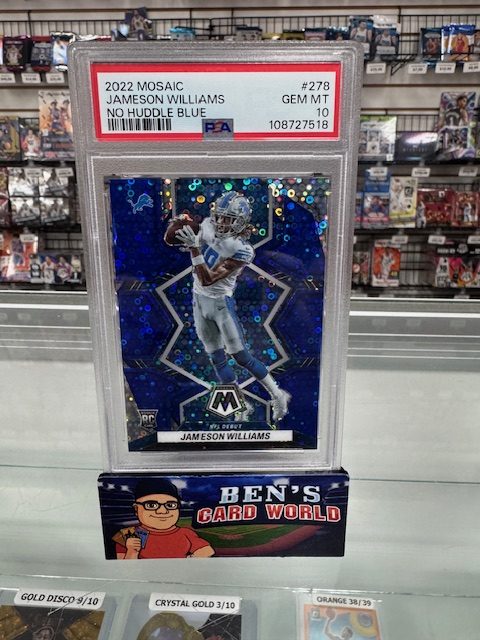 2022 MOSAIC #278
JAMESON WILLIAMS GEM MT
NO HUDDLE BLUE 10
PSA 108727518
RC
M
NFL DEBUT
JAMESON WILLIAMS
BEN'S
CARD WORLD
GOLD DISCO 9/10
CRYSTAL GOLD 3/10
ORANGE 38/39